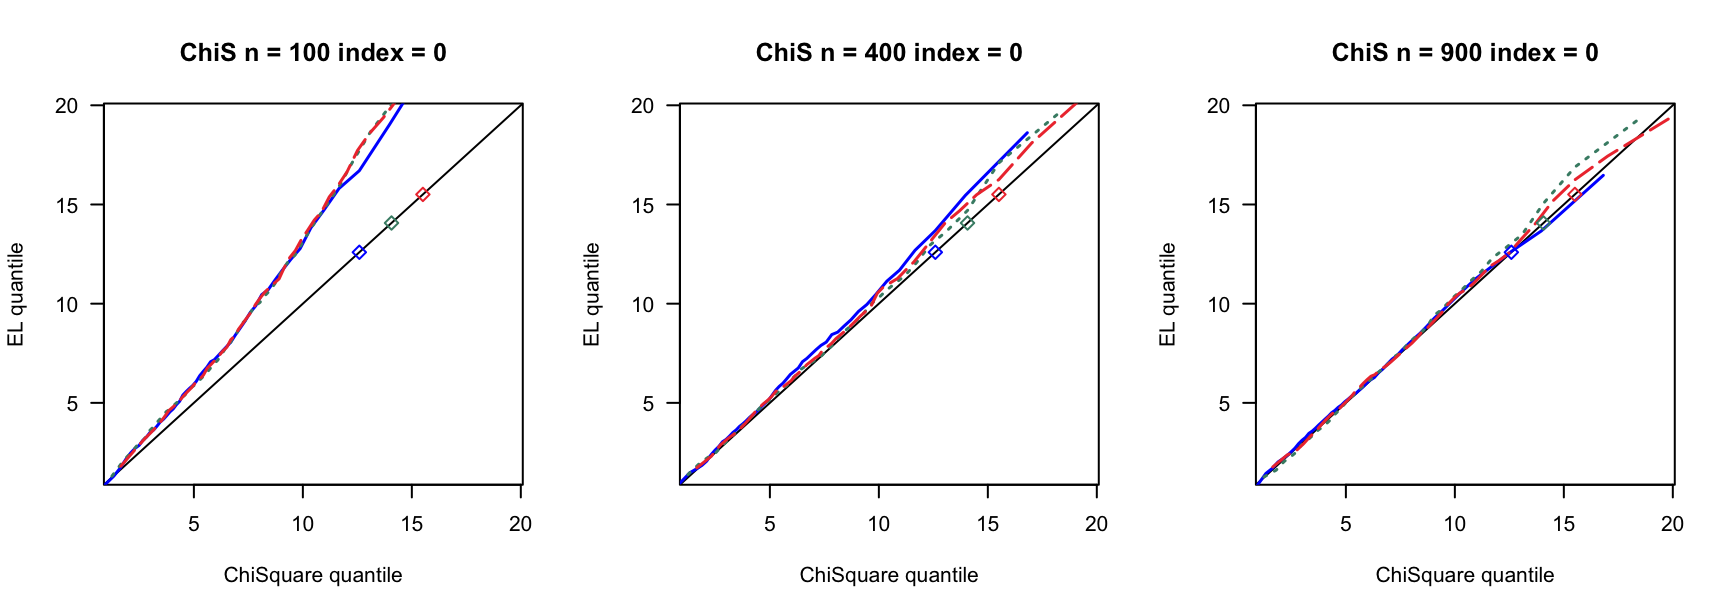 ChiS n = 100 index = 0
20
15
10
5
EL quantile
5 10 15 20
ChiSquare quantile
ChiS n = 400 index = 0
20
15
10
5
EL quantile
5 10 15 20
ChiSquare quantile
ChiS n = 900 index = 0
20
15
10
5
EL quantile
5 10 15 20
ChiSquare quantile